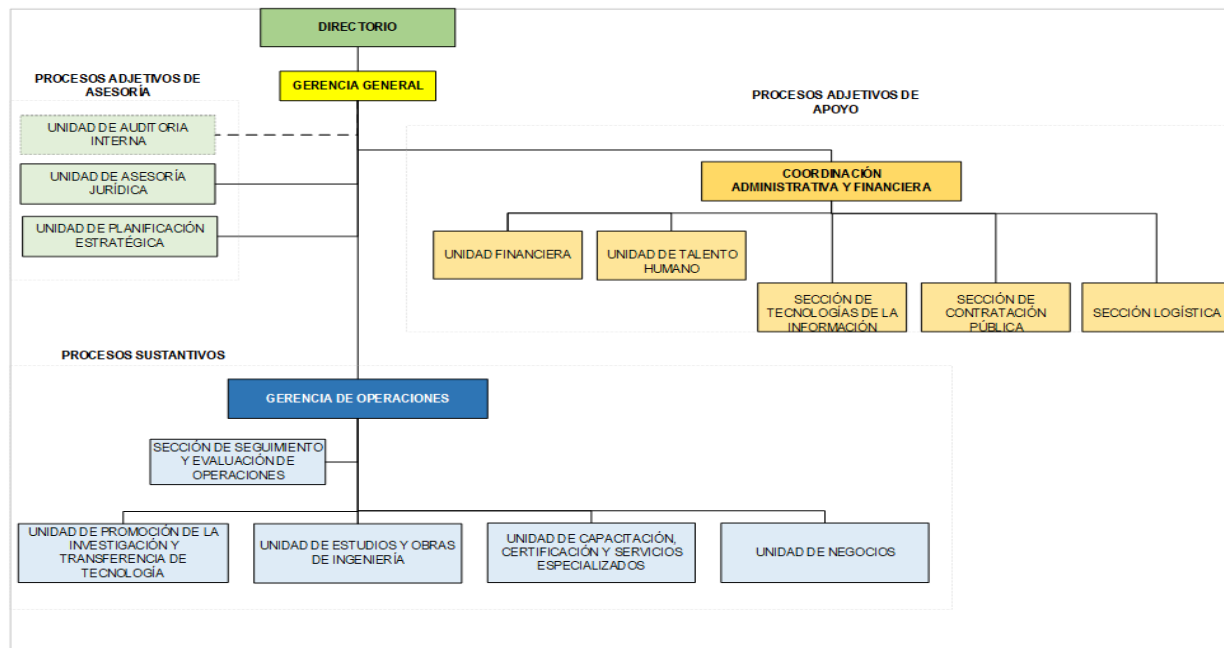 DIRECTORIO
GERENCIA GENERAL
PROCESOS ADJETIVOS DE
ASESORÍA
UNIDAD DE AUDITORIA
INTERNA
UNIDAD DE ASESORÍA
JURÍDICA
UNIDAD DE PLANIFICACIÓN
ESTRATÉGICA
PROCESOS ADJETIVOS DE
APOYO
COORDINACIÓN
ADMINISTRATIVA Y FINANCIERA
UNIDAD FINANCIERA
UNIDAD DE TALENTO
HUMANO
SECCIÓN DE
TECNOLOGÍAS DE LA
INFORMACIÓN
SECCIÓN DE
CONTRATACIÓN
PÚBLICA
SECCIÓN LOGÍSTICA
PROCESOS SUSTANTIVOS
GERENCIA DE OPERACIONES
SECCIÓN DE SEGUIMIENTO
Y EVALUACIÓN DE
OPERACIONES
UNIDAD DE PROMOCIÓN DE LA
INVESTIGACIÓN Y
TRANSFERENCIA DE
TECNOLOGÍA
UNIDAD DE ESTUDIOS Y OBRAS
DE INGENIERÍA
UNIDAD DE CAPACITACIÓN,
CERTIFICACIÓN Y SERVICIOS
ESPECIALIZADOS
UNIDAD DE NEGOCIOS